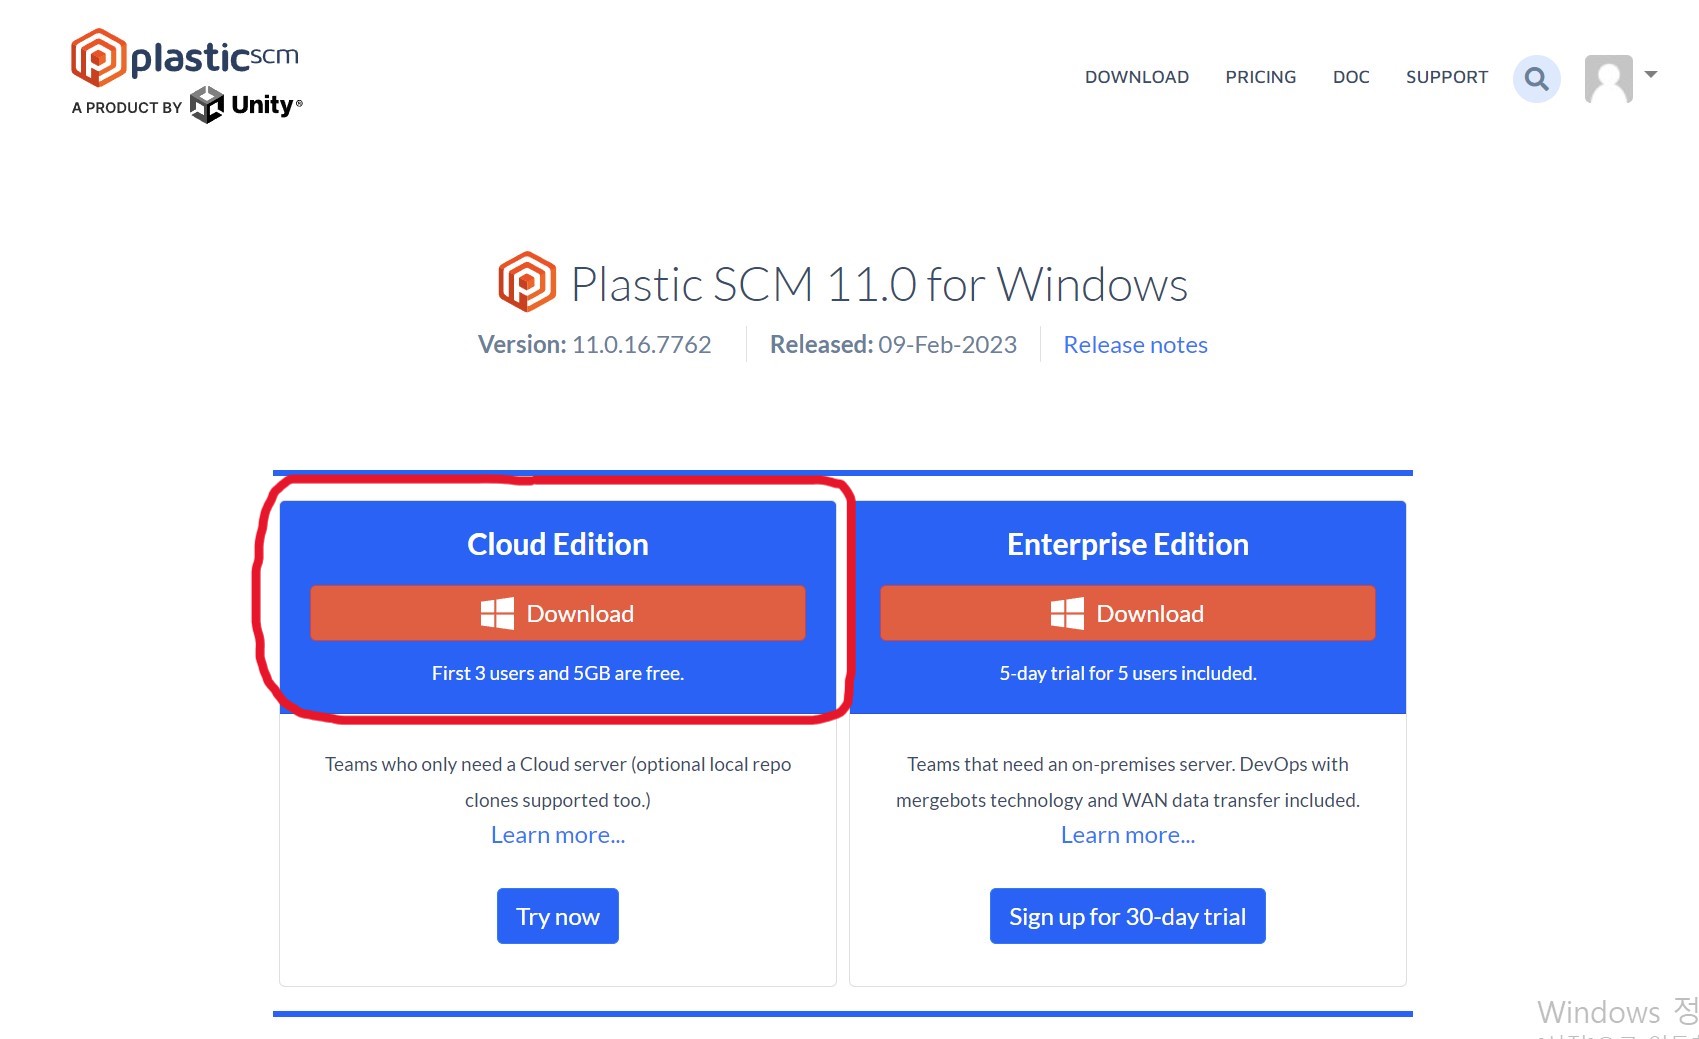 plasticscm
A PRODUCT BY Unity®
DOWNLOAD PRICING DOC SUPPORT
Plastic SCM 11.0 for Windows
Version: 11.0.16.7762 Released: 09-Feb-2023 Release notes
Cloud Edition
Download
First 3 users and 5GB are free.
Teams who only need a Cloud server (optional local repo
clones supported too.)
Learn more...
Try now
Enterprise Edition
Download
5-day trial for 5 users included.
Teams that need an on-premises server. DevOps with
mergebots technology and WAN data transfer included.
Learn more...
Sign up for 30-day trial
Windows 정